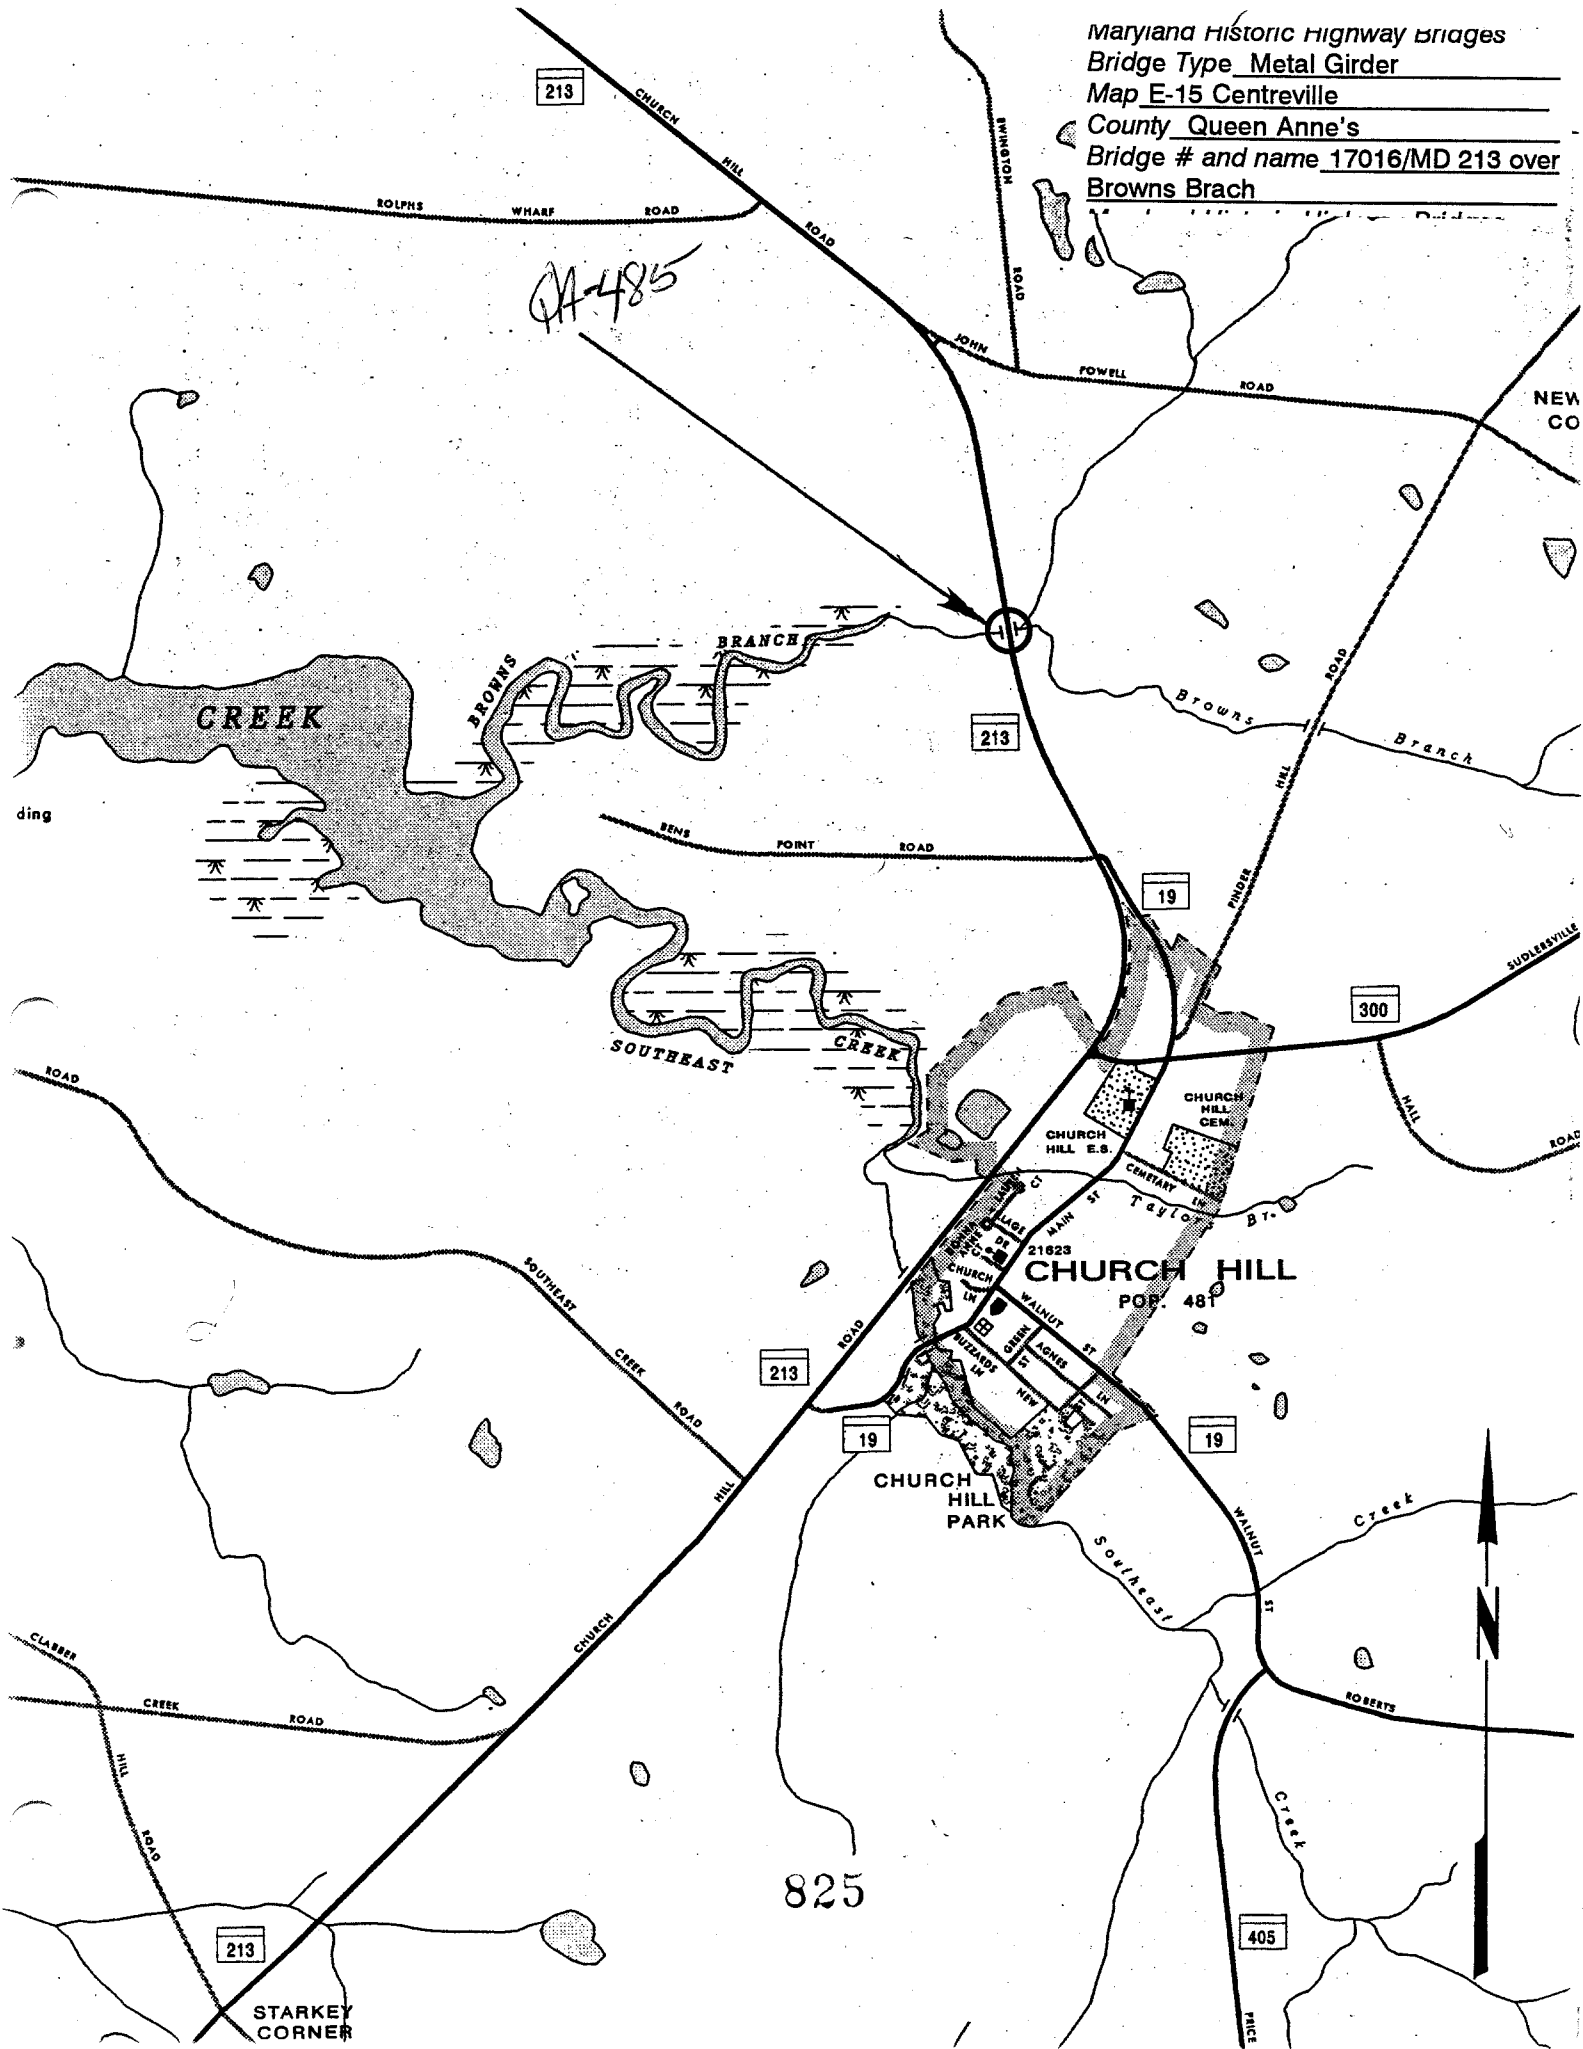 Maryland Historic Highway Bridges
Bridge Type Metal Girder
Map E-15 Centreville
County Queen Anne's
Bridge # and name 17016/MD 213 over
Browns Brach
213
CHURCH
HILL
ROAD
EWINGTON
ROAD
ROLPHS WHARF ROAD
QA-485
JOHN
POWELL
ROAD
NEW
CO
BROWNS
BRANCH
CREEK
Browns
Branch
213
ROAD
HILL
PINDER
ding
BENS POINT ROAD
19
SUDLERSVILLE
300
SOUTHEAST
CREEK
ROAD
HALL
ROAD
CHURCH
HILL
CEM.
CHURCH
HILL E.S.
CEMETARY LN
CT
Taylor Br.
MAIN ST
DR
21623
CHURCH HILL
POP. 481
CHURCH
LN
WALNUT
ST
GREEN
ST
AGNES
LN
BUZZARDS
LN
NEW
SOUTHEAST
CREEK
ROAD
ROAD
213
19
19
HILL
CHURCH
HILL
PARK
WALNUT
ST
Southeast
Creek
CHURCH
N
CLABBER
CREEK
ROAD
HILL
ROAD
ROBERTS
Creek
825
213
405
STARKEY
CORNER
PRICE